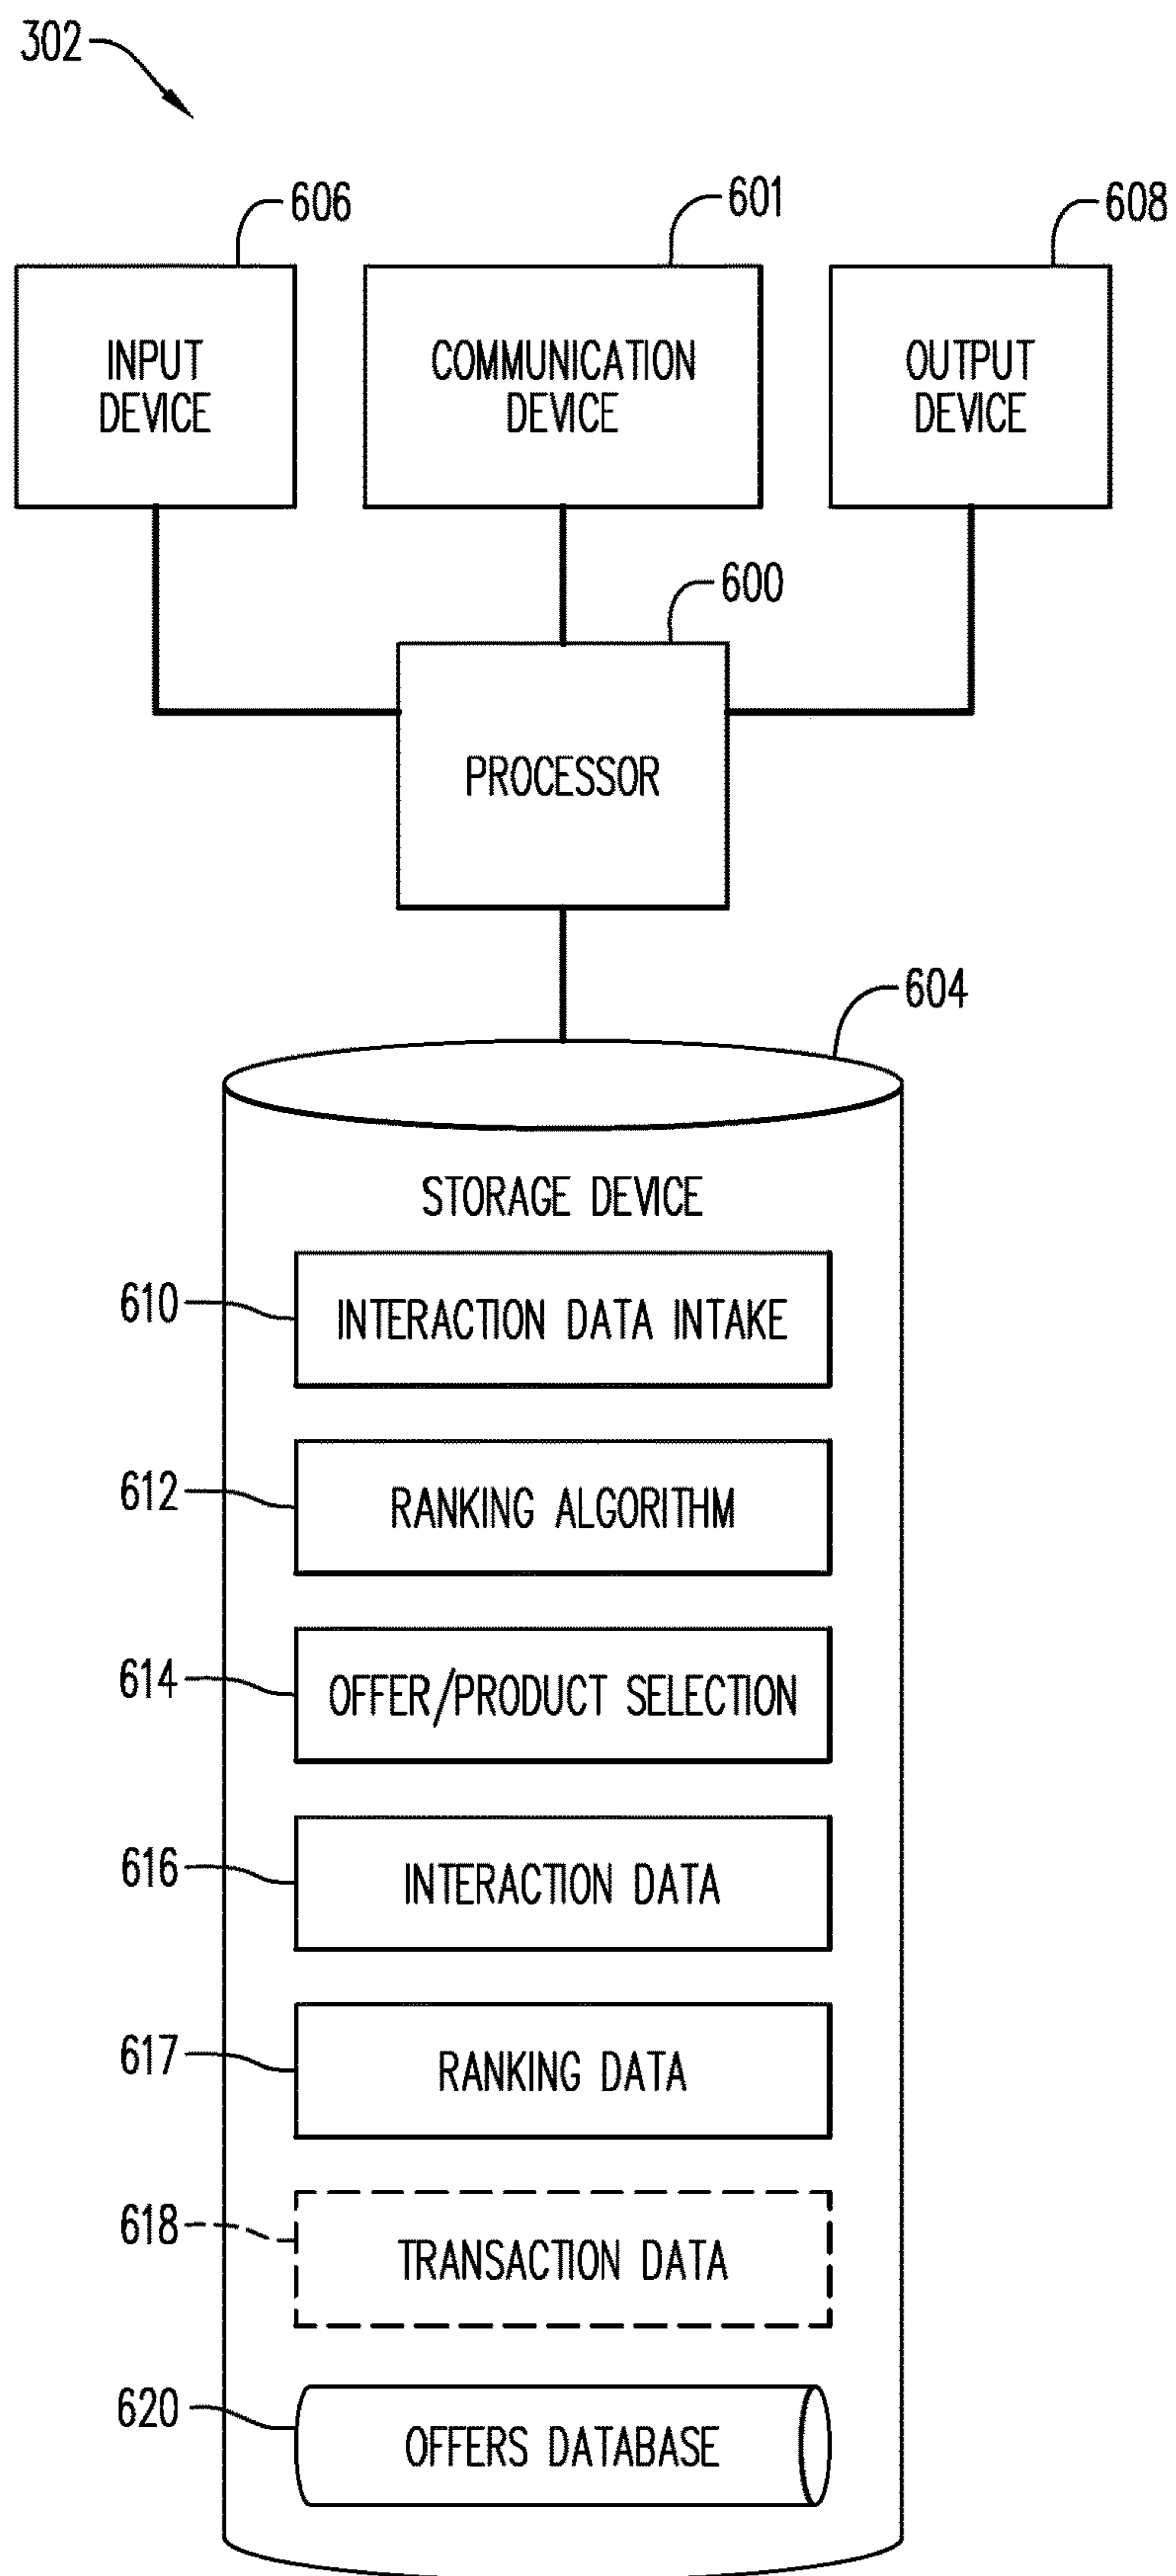 302
606
601
608
INPUT
DEVICE
COMMUNICATION
DEVICE
OUTPUT
DEVICE
600
PROCESSOR
604
STORAGE DEVICE
610
INTERACTION DATA INTAKE
612
RANKING ALGORITHM
614
OFFER/PRODUCT SELECTION
616
INTERACTION DATA
617
RANKING DATA
618
TRANSACTION DATA
620
OFFERS DATABASE